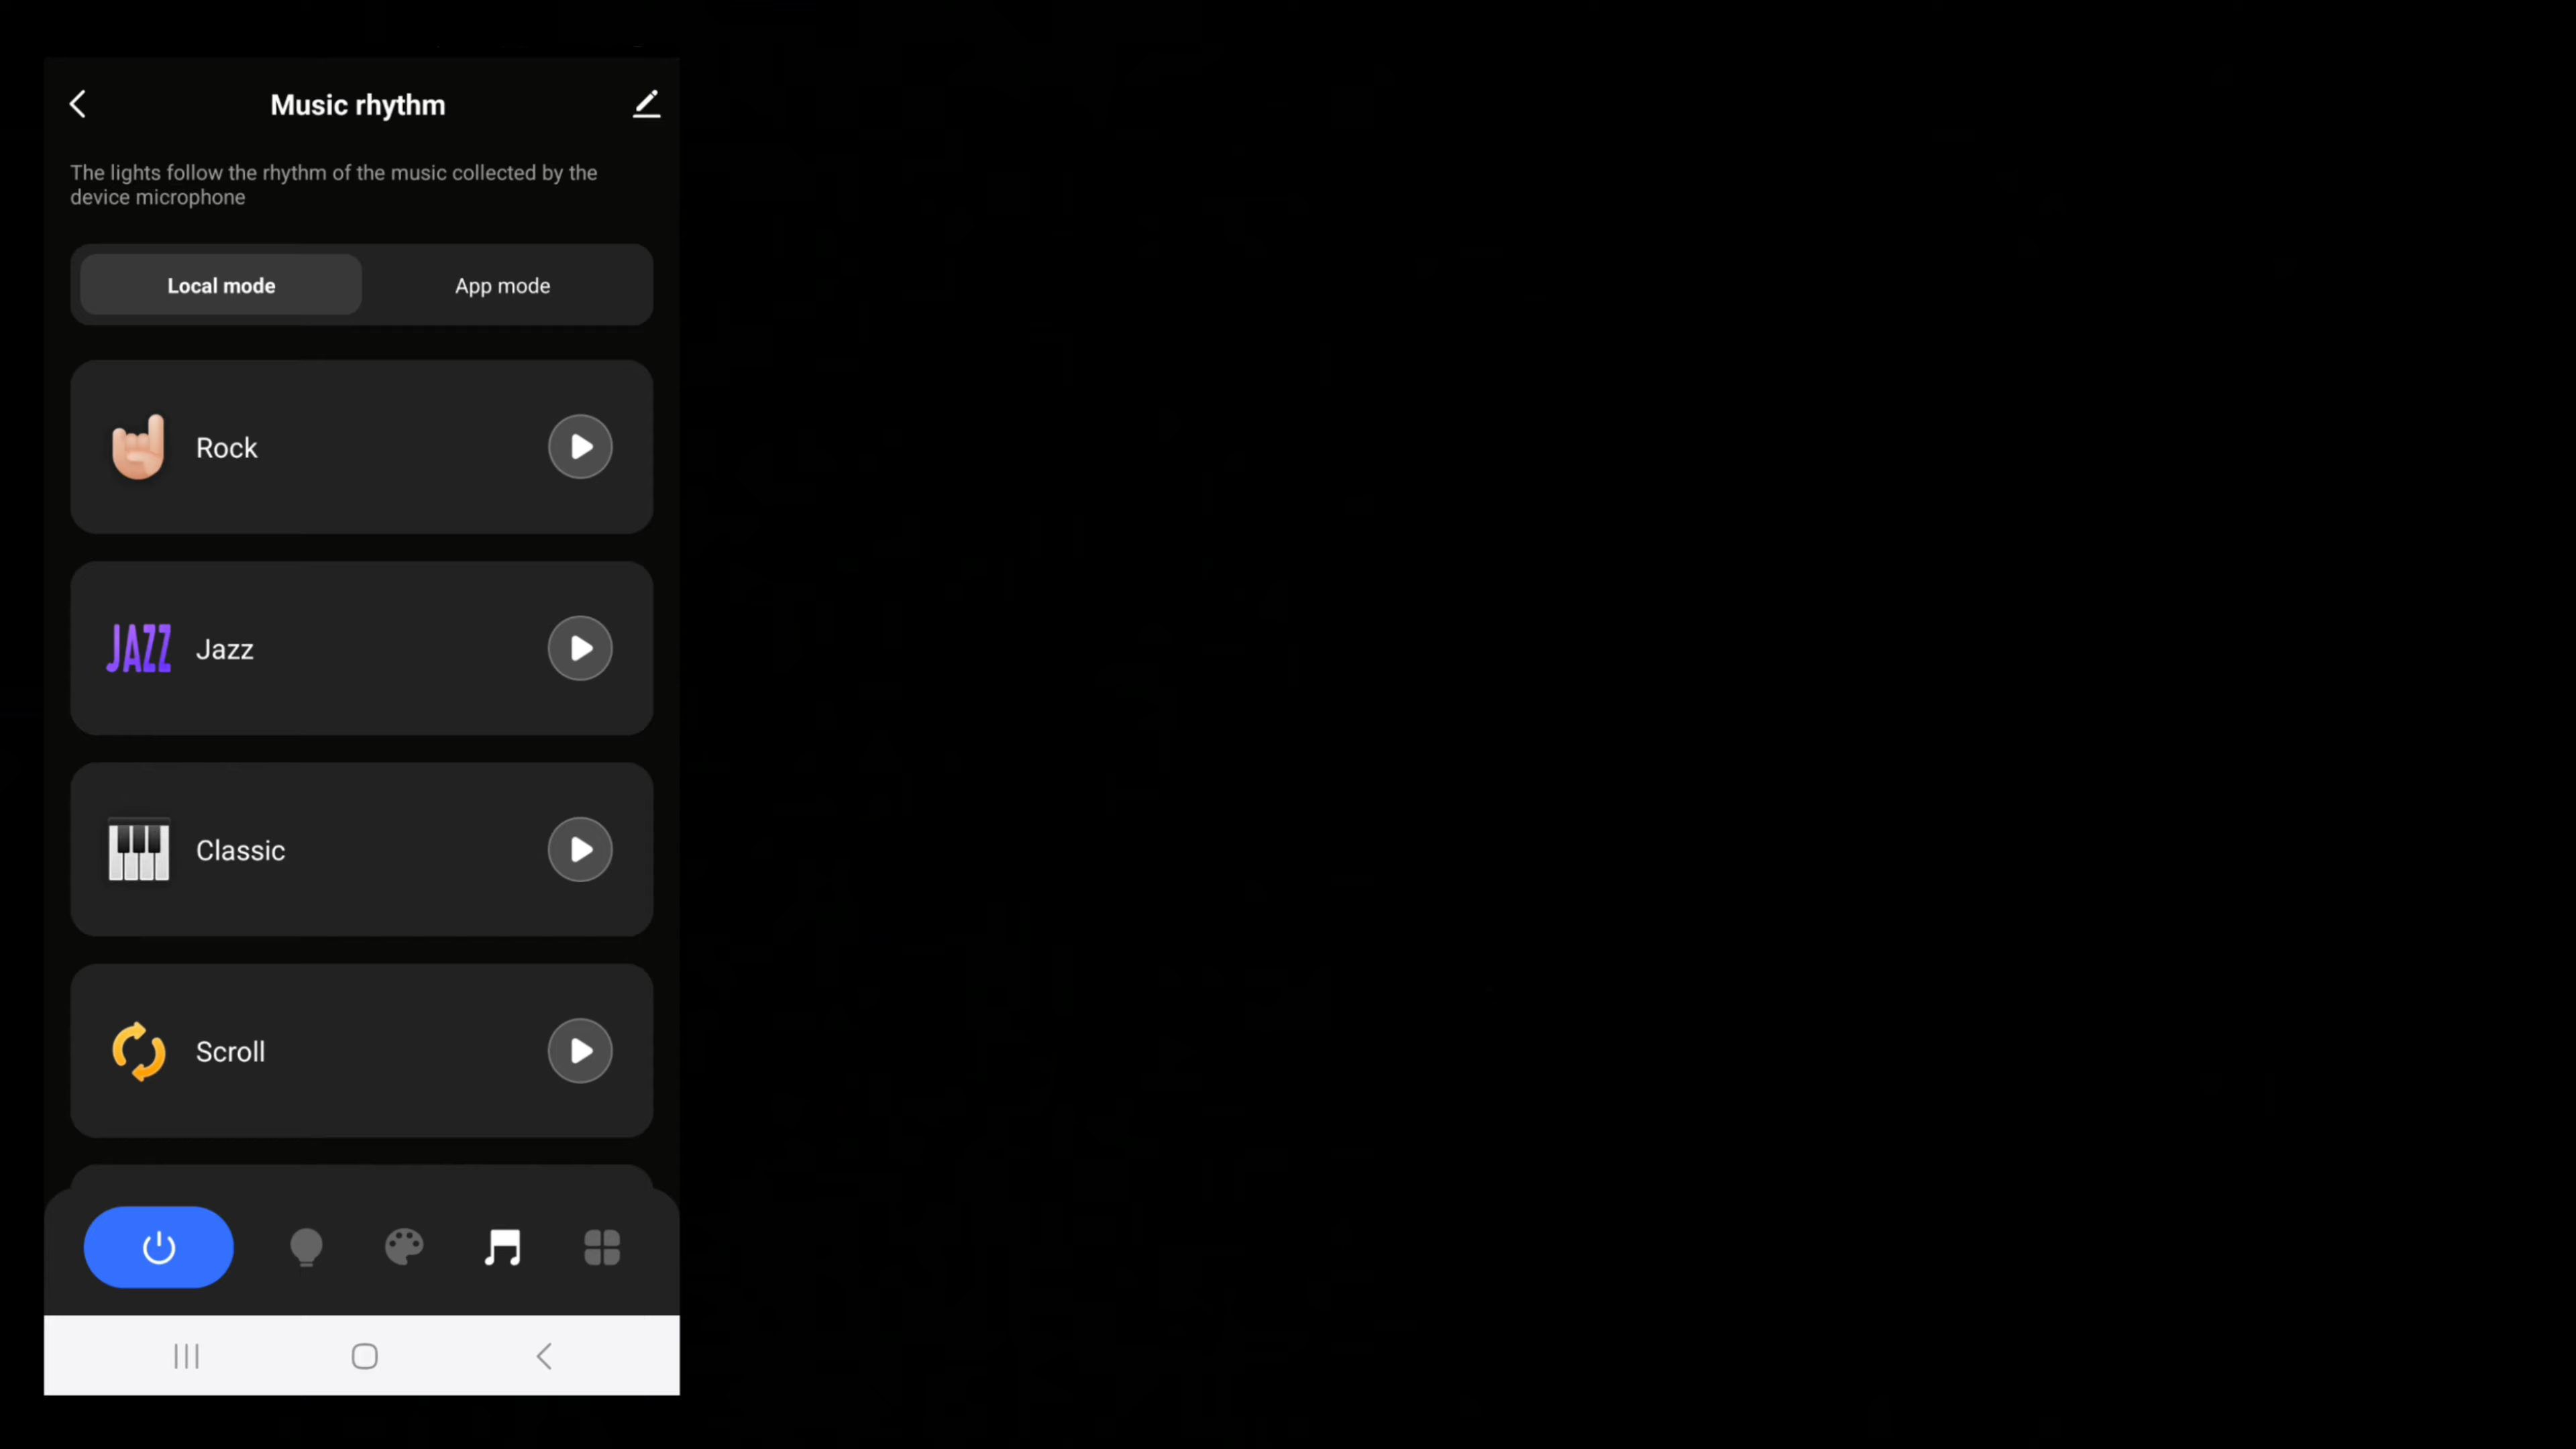 Music rhythm
The lights follow the rhythm of the music collected by the
device microphone
Local mode
App mode
Rock
JAZZ
Jazz
Classic
Scroll